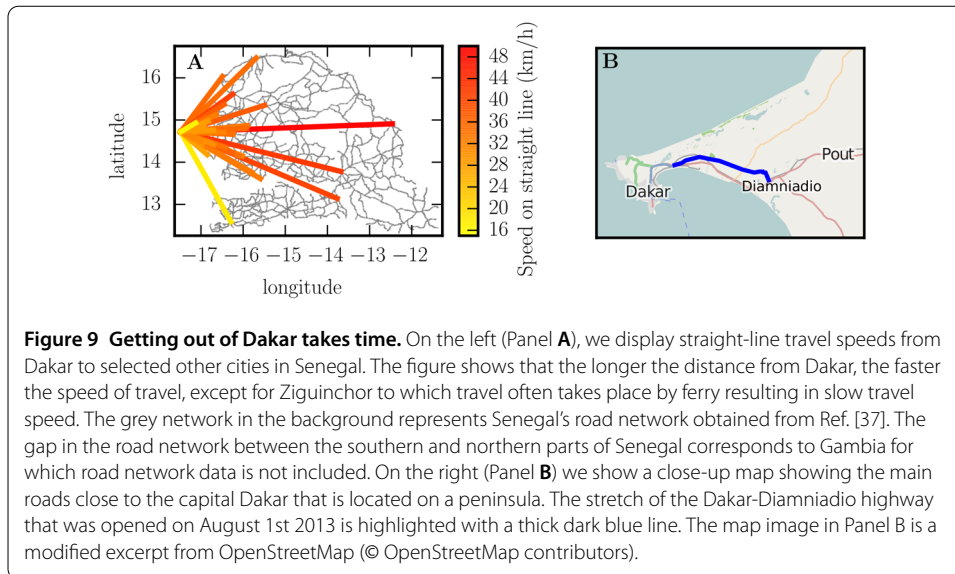 A
16
15
14
13
latitude
−17 −16 −15 −14 −13 −12
longitude
48
44
40
36
32
28
24
20
16
Speed on straight line (km/h)
B
Pout
Dakar
Diamniadio
Figure 9 Getting out of Dakar takes time. On the left (Panel A), we display straight-line travel speeds from
Dakar to selected other cities in Senegal. The figure shows that the longer the distance from Dakar, the faster
the speed of travel, except for Ziguinchor to which travel often takes place by ferry resulting in slow travel
speed. The grey network in the background represents Senegal's road network obtained from Ref. [37]. The
gap in the road network between the southern and northern parts of Senegal corresponds to Gambia for
which road network data is not included. On the right (Panel B) we show a close-up map showing the main
roads close to the capital Dakar that is located on a peninsula. The stretch of the Dakar-Diamniadio highway
that was opened on August 1st 2013 is highlighted with a thick dark blue line. The map image in Panel B is a
modified excerpt from OpenStreetMap (© OpenStreetMap contributors).